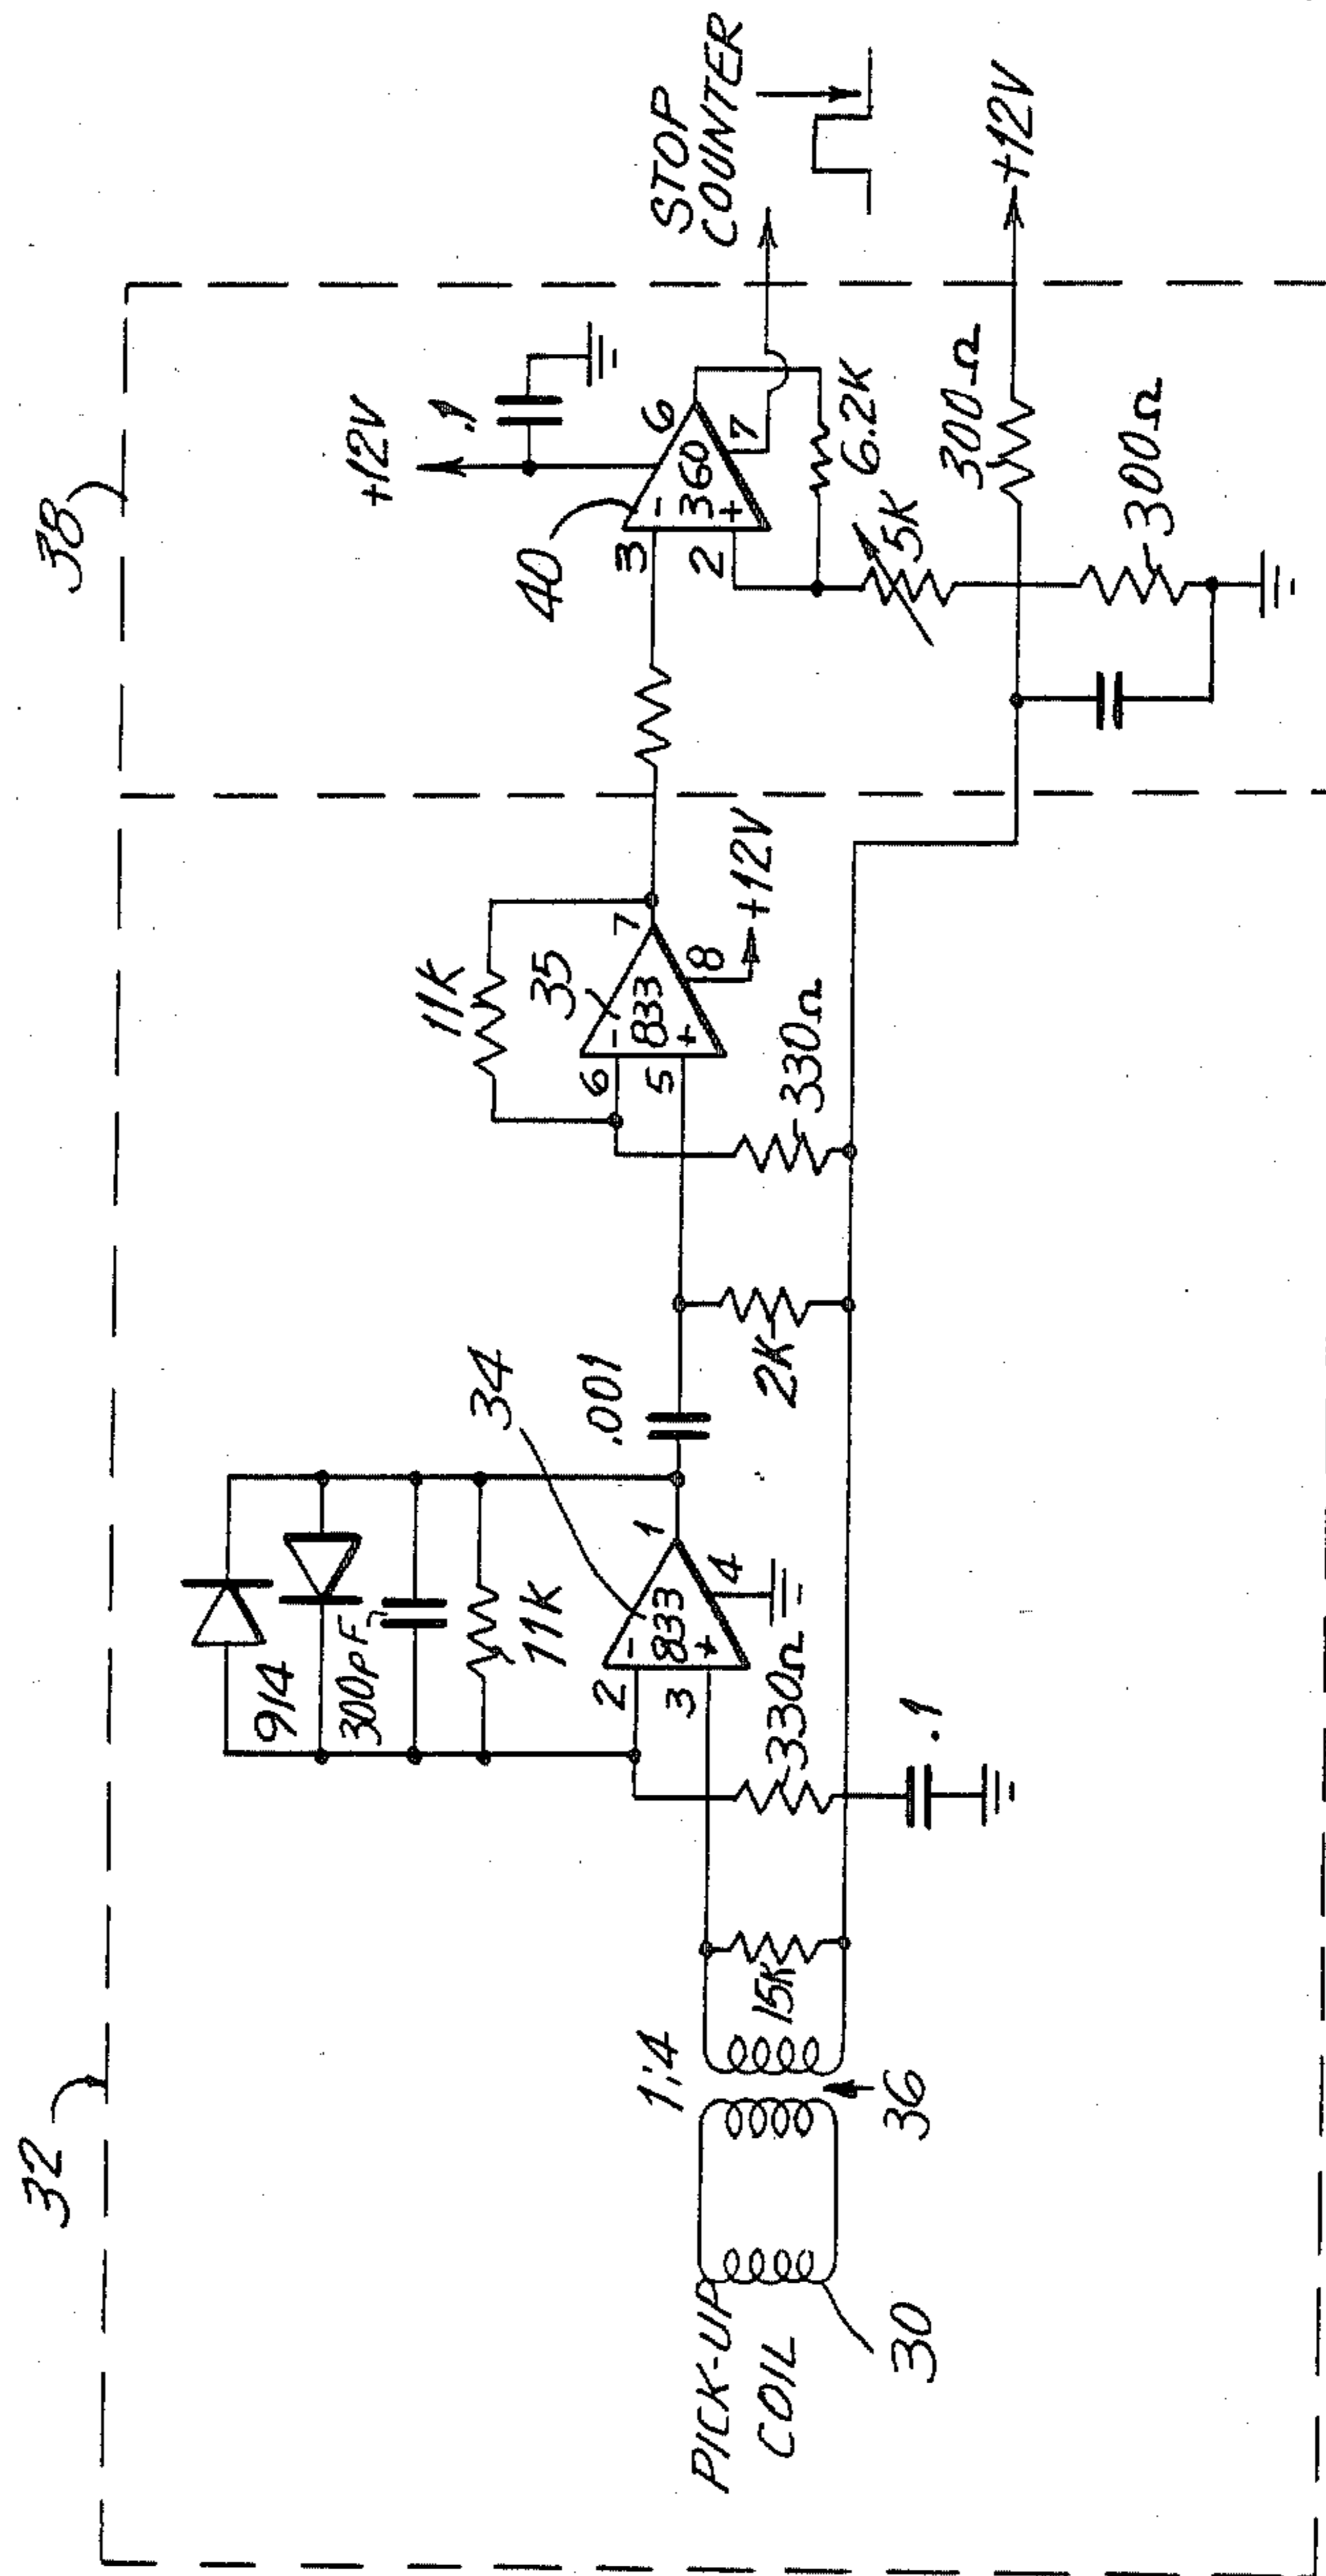 32
38
PICK-UP
COIL
30
1:4
36
15K
914
300pF
11K
2
3
-
833
+
1
4
34
330Ω
.1
.001
2K
11K
35
6
5
-
833
+
7
8
+12V
330Ω
+12V
.1
40
3
2
-
360
+
6
7
6.2K
5K
300Ω
300Ω
+12V
STOP
COUNTER